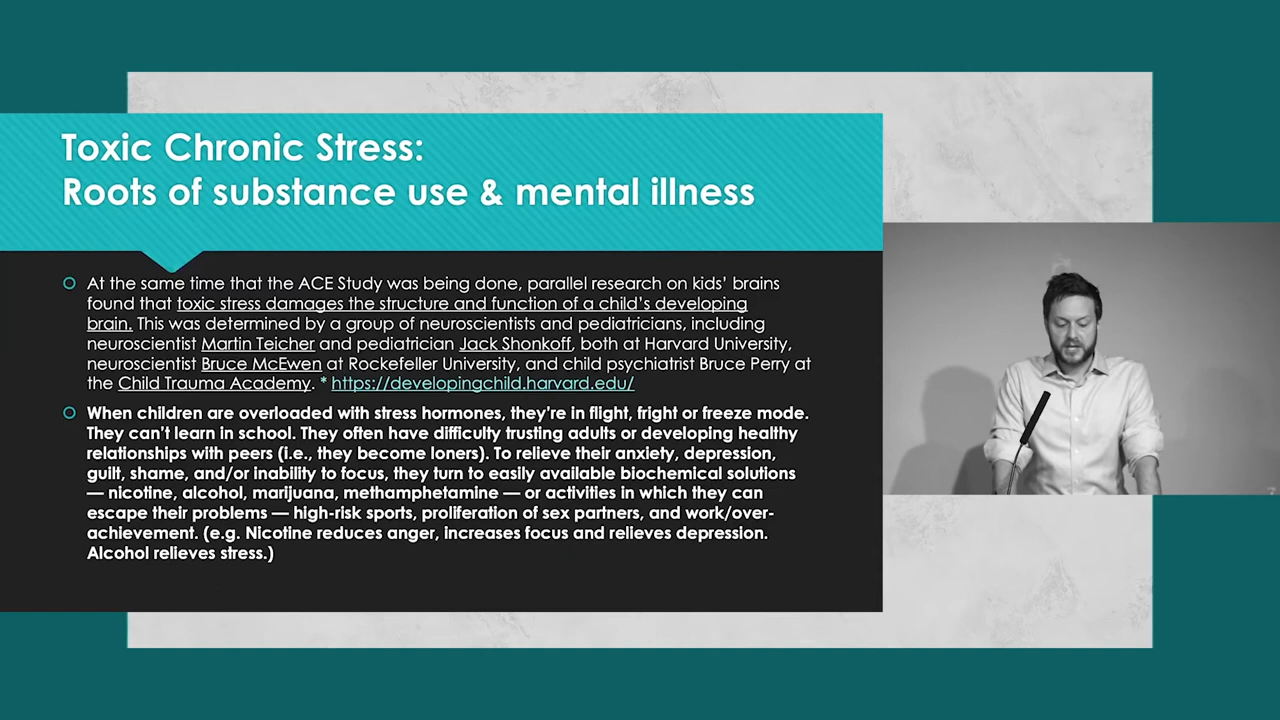 Toxic Chronic Stress:
Roots of substance use & mental illness
At the same time that the ACE Study was being done, parallel research on kids’ brains
found that toxic stress damages the structure and function of a child’s developing
brain. This was determined by a group of neuroscientists and pediatricians, including
neuroscientist Martin Teicher and pediatrician Jack Shonkoff, both at Harvard University,
neuroscientist Bruce McEwen at Rockefeller University, and child psychiatrist Bruce Perry at
the Child Trauma Academy. * https://developingchild.harvard.edu/
When children are overloaded with stress hormones, they’re in flight, fright or freeze mode.
They can’t learn in school. They often have difficulty trusting adults or developing healthy
relationships with peers (i.e., they become loners). To relieve their anxiety, depression,
guilt, shame, and/or inability to focus, they turn to easily available biochemical solutions
— nicotine, alcohol, marijuana, methamphetamine — or activities in which they can
escape their problems — high-risk sports, proliferation of sex partners, and work/over-
achievement. (e.g. Nicotine reduces anger, increases focus and relieves depression.
Alcohol relieves stress.)